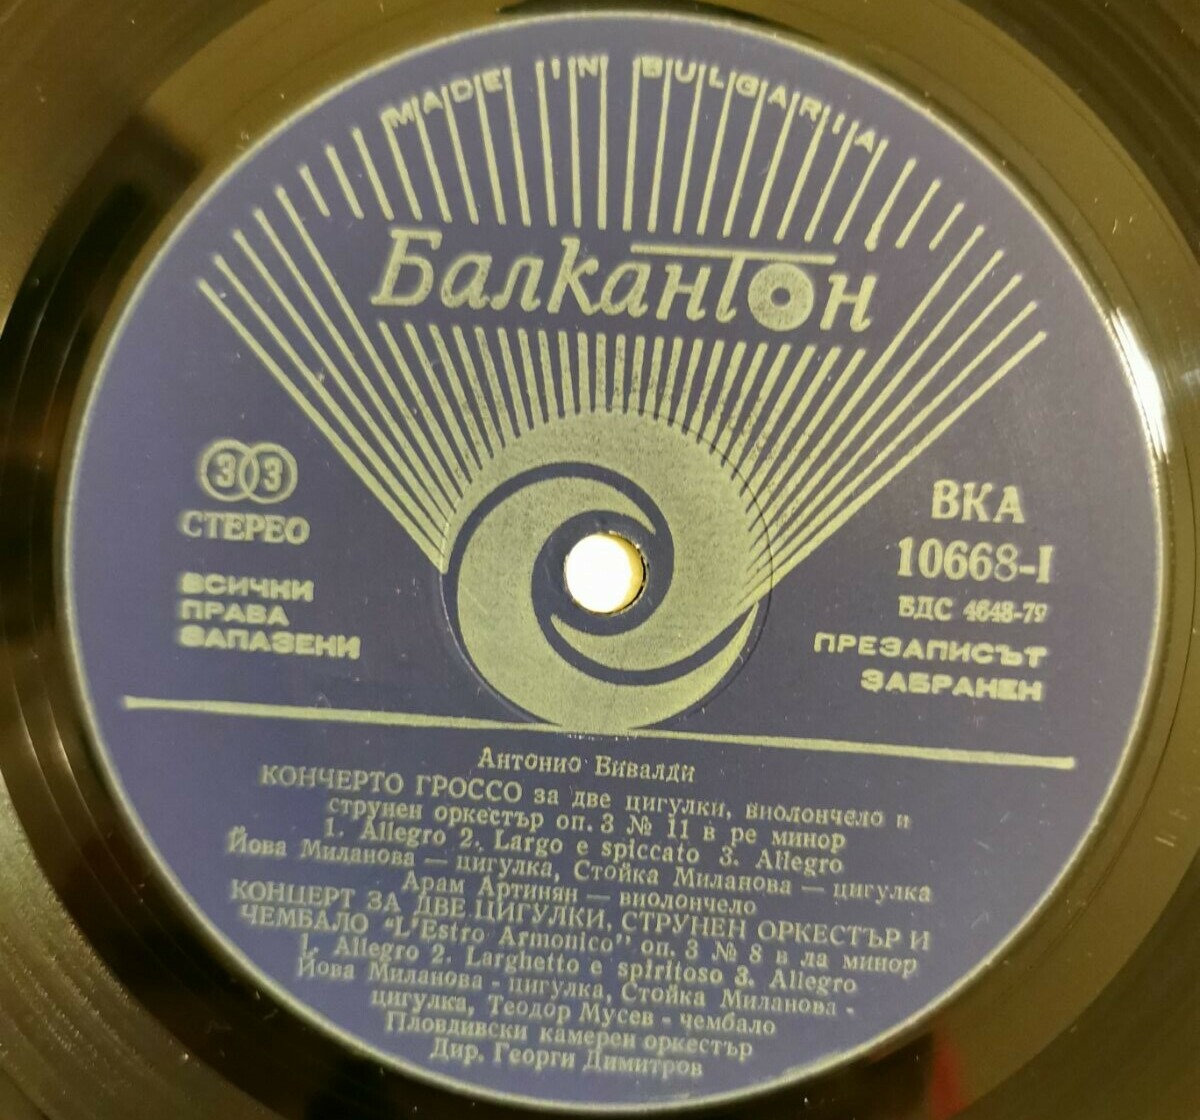 MADE IN BULGARIA
Балкантон
33
СТЕРЕО
ВСИЧКИ
ПРАВА
ЗАПАЗЕНИ
ВКА
10668-I
БДС 4648-79
ПРЕЗАПИСЪТ
ЗАБРАНЕН
Антонио Вивалди
КОНЧЕРТО ГРОССО за две цигулки, виолончело и
струнен оркестър оп. 3 № 11 в ре минор
1. Allegro 2. Largo e spiccato 3. Allegro
Йова Миланова — цигулка, Стойка Миланова — цигулка
Арам Артинян — виолончело
КОНЦЕРТ ЗА ДВЕ ЦИГУЛКИ, СТРУНЕН ОРКЕСТЪР И
ЧЕМБАЛО "L'Estro Armonico" оп. 3 № 8 в ла минор
1. Allegro 2. Larghetto e spiritoso 3. Allegro
Йова Миланова - цигулка, Стойка Миланова -
цигулка, Теодор Мусев - чембало
Пловдивски камерен оркестър
Дир. Георги Димитров